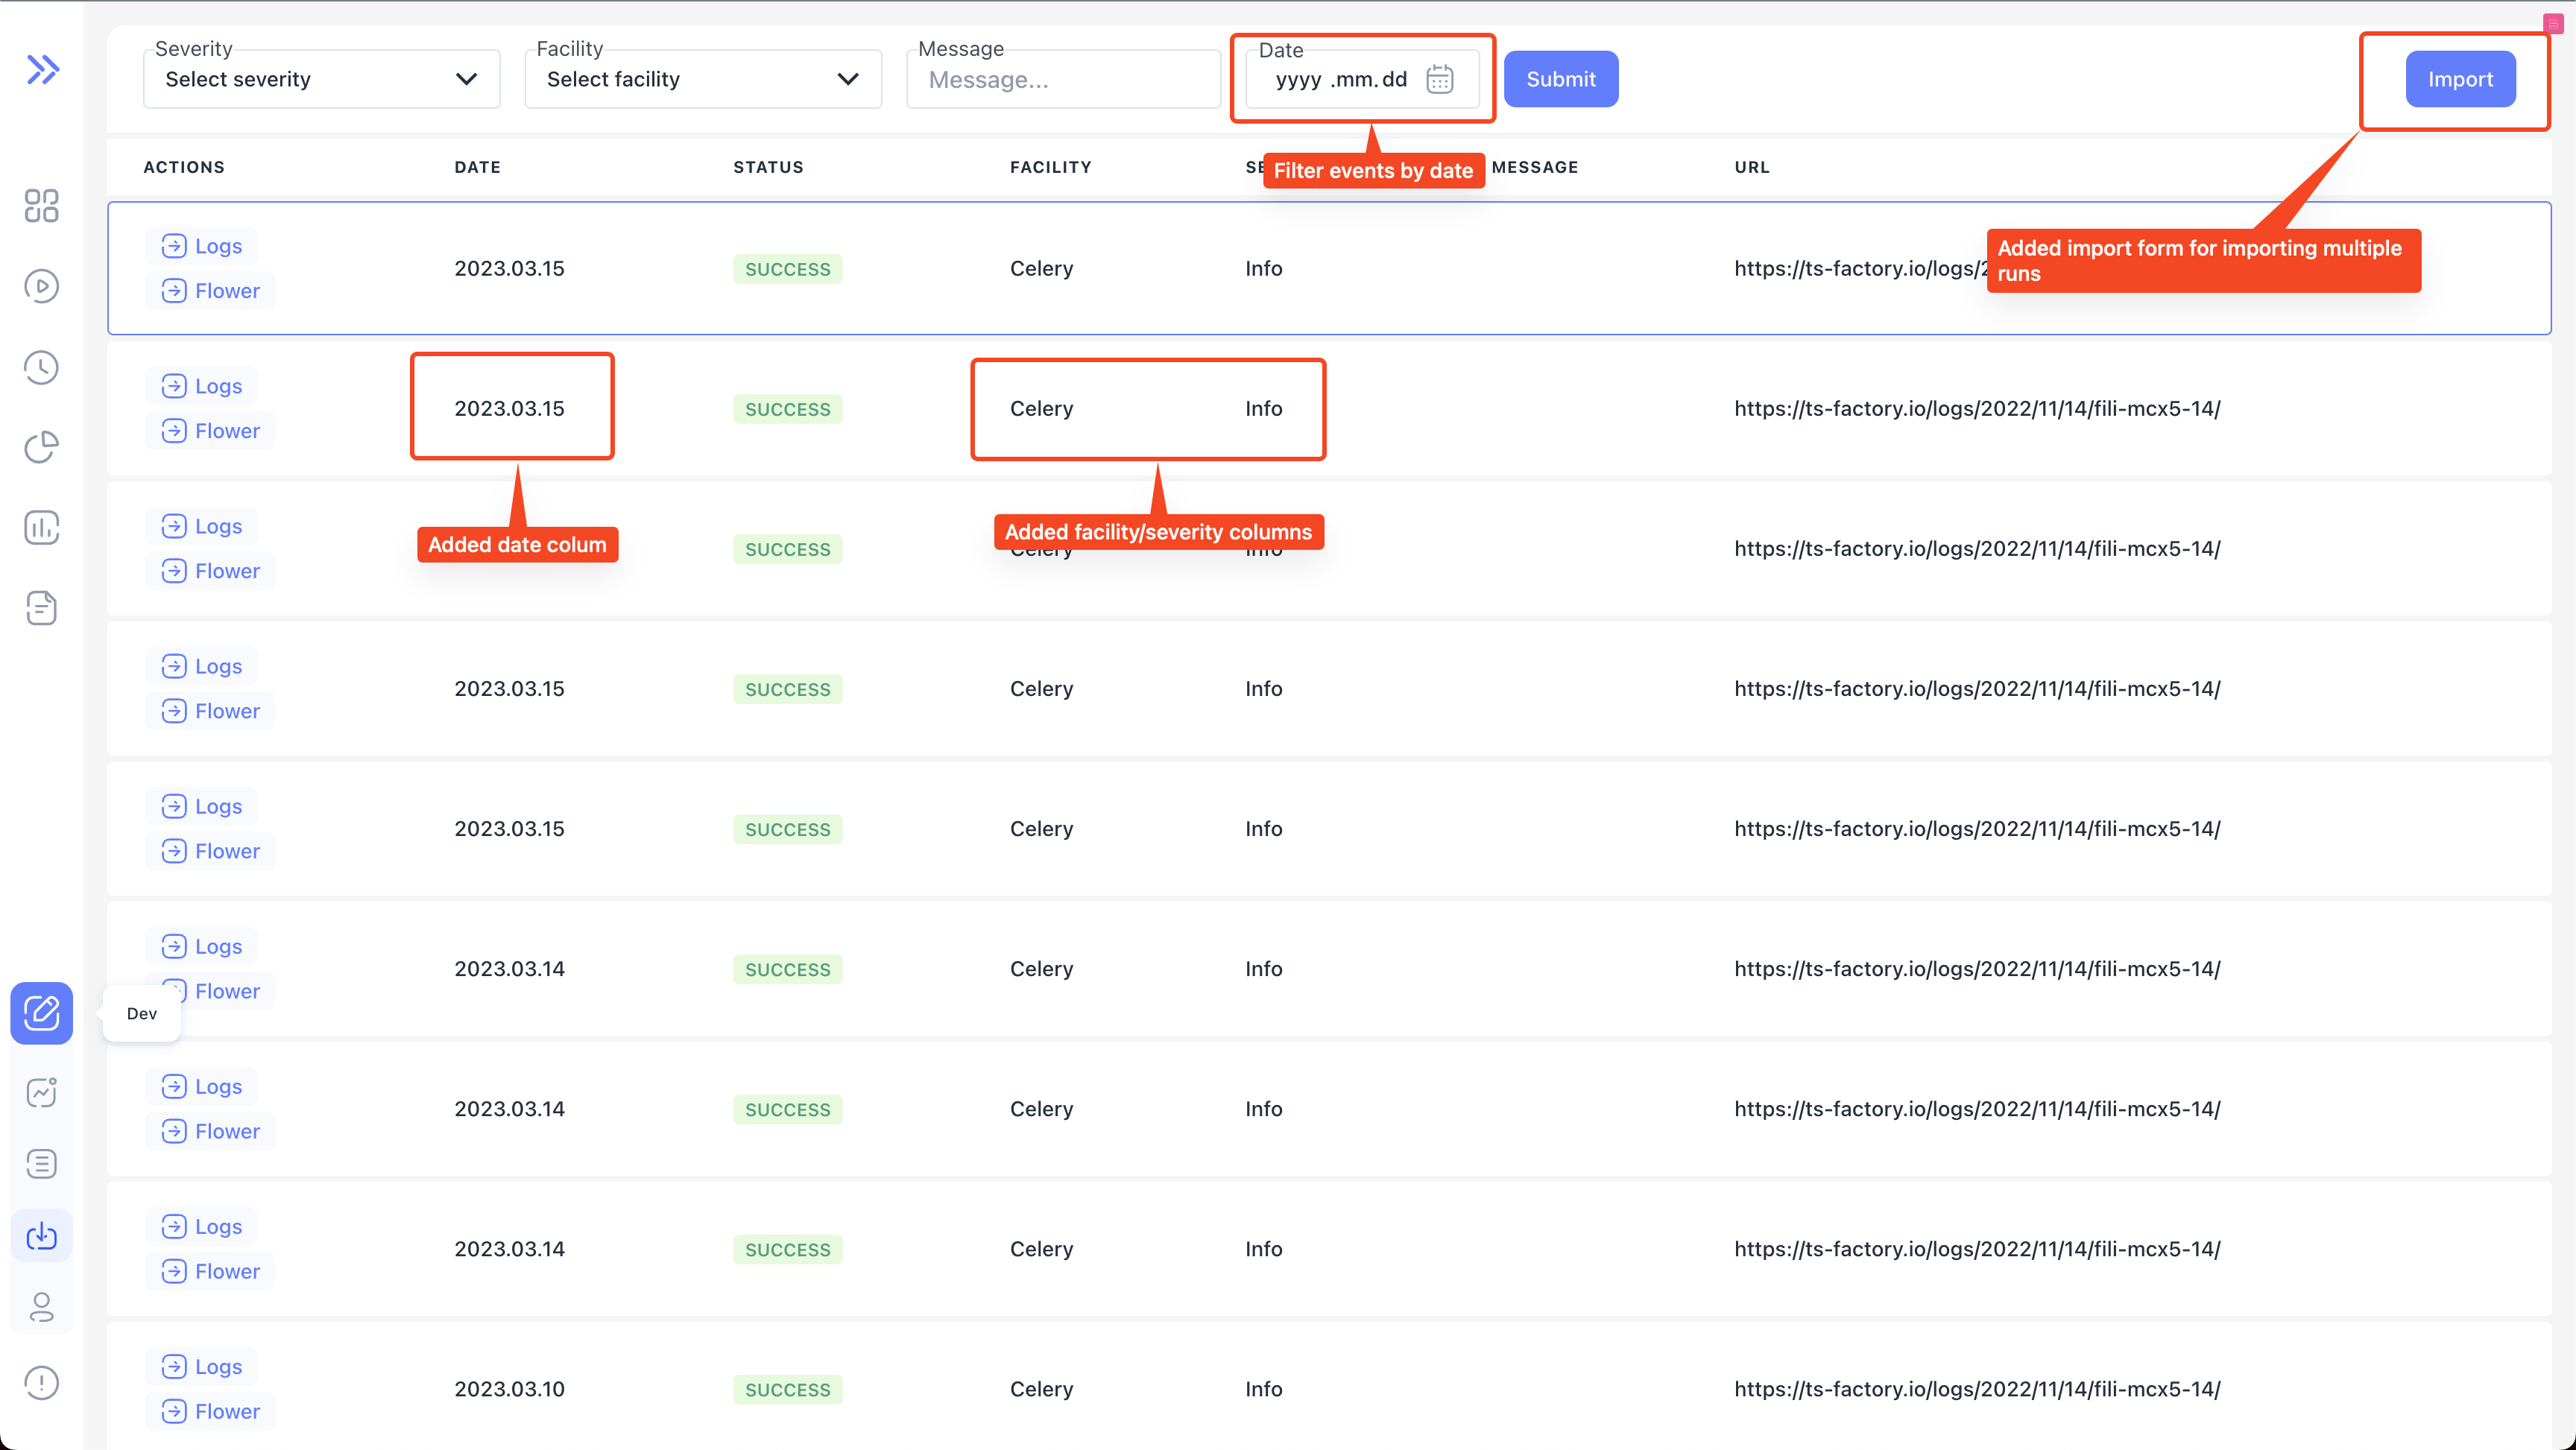 Severity
Select severity
Facility
Select facility
Message
Message...
Date
yyyy .mm. dd
Submit
Import
ACTIONS DATE STATUS FACILITY MESSAGE URL
Filter events by date
Added import form for importing multiple
runs
Logs
Flower
2023.03.15 SUCCESS Celery Info https://ts-factory.io/logs/2
Logs
Flower
2023.03.15 SUCCESS Celery Info https://ts-factory.io/logs/2022/11/14/fili-mcx5-14/
Added date colum
Added facility/severity columns
Logs
Flower
SUCCESS Celery Info https://ts-factory.io/logs/2022/11/14/fili-mcx5-14/
Logs
Flower
2023.03.15 SUCCESS Celery Info https://ts-factory.io/logs/2022/11/14/fili-mcx5-14/
Logs
Flower
2023.03.15 SUCCESS Celery Info https://ts-factory.io/logs/2022/11/14/fili-mcx5-14/
Logs
Flower
2023.03.14 SUCCESS Celery Info https://ts-factory.io/logs/2022/11/14/fili-mcx5-14/
Dev
Logs
Flower
2023.03.14 SUCCESS Celery Info https://ts-factory.io/logs/2022/11/14/fili-mcx5-14/
Logs
Flower
2023.03.14 SUCCESS Celery Info https://ts-factory.io/logs/2022/11/14/fili-mcx5-14/
Logs
Flower
2023.03.10 SUCCESS Celery Info https://ts-factory.io/logs/2022/11/14/fili-mcx5-14/